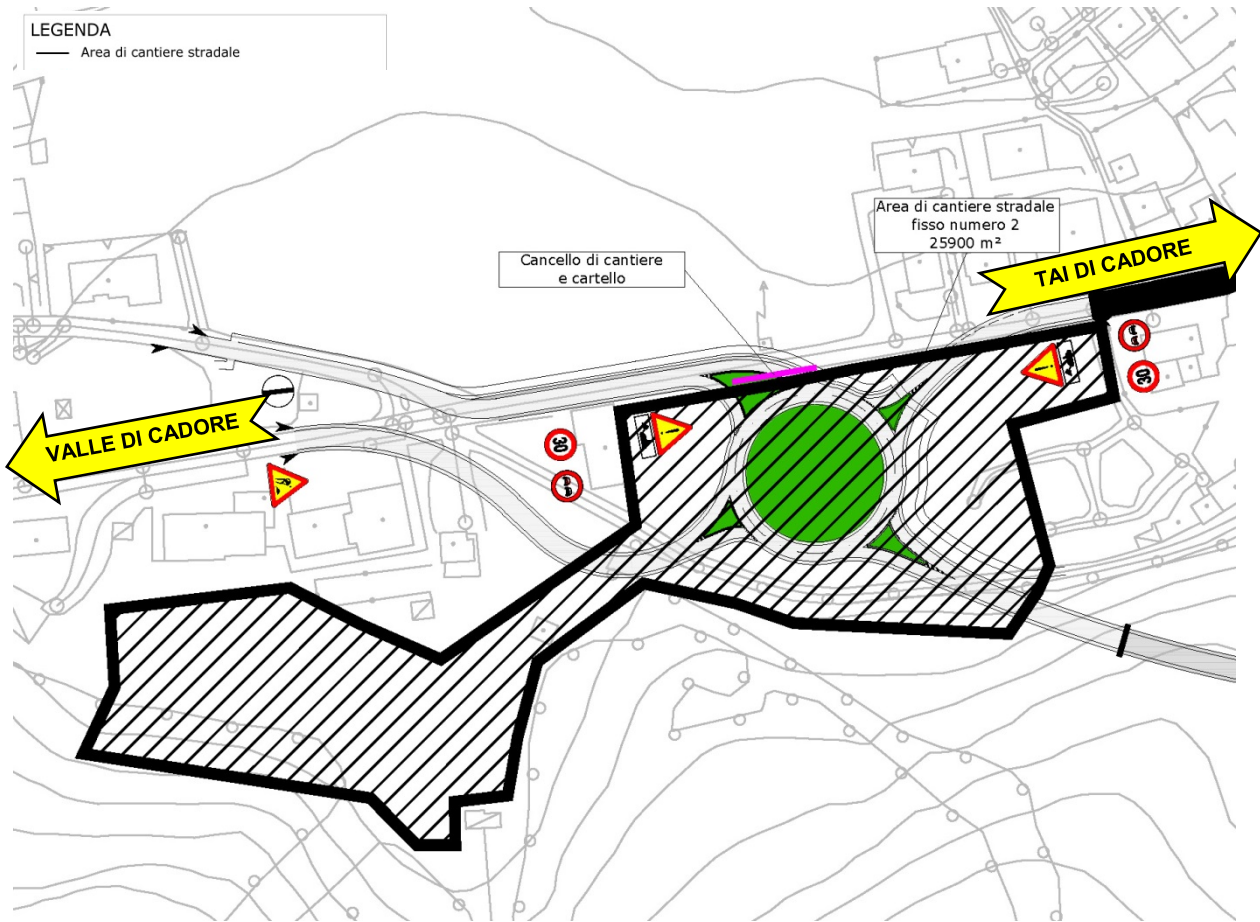 LEGENDA
Area di cantiere stradale
Area di cantiere stradale
fisso numero 2
25900 m²
Cancello di cantiere
e cartello
TAI DI CADORE
VALLE DI CADORE
30
30